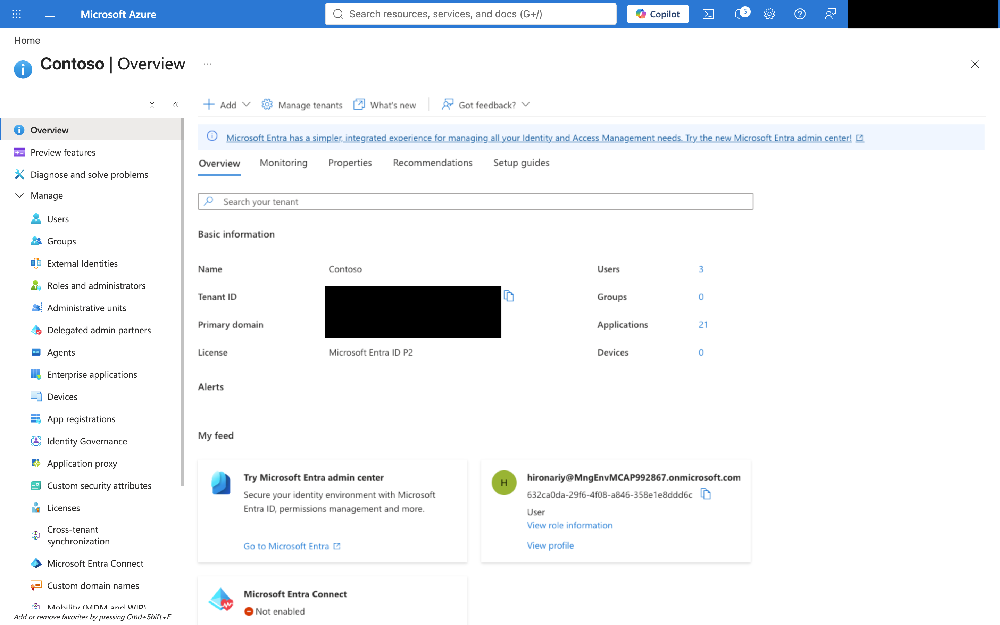 Microsoft Azure
Search resources, services, and docs (G+/)
Copilot
5
Home
Contoso | Overview
...
Add
Manage tenants
What's new
Got feedback?
Microsoft Entra has a simpler, integrated experience for managing all your Identity and Access Management needs. Try the new Microsoft Entra admin center!
Overview
Preview features
Diagnose and solve problems
Manage
Users
Groups
External Identities
Roles and administrators
Administrative units
Delegated admin partners
Agents
Enterprise applications
Devices
App registrations
Identity Governance
Application proxy
Custom security attributes
Licenses
Cross-tenant
synchronization
Microsoft Entra Connect
Custom domain names
Mobility (MDM and WIP)
Add or remove favorites by pressing Cmd+Shift+F
Overview
Monitoring
Properties
Recommendations
Setup guides
Search your tenant
Basic information
Name
Contoso
Users
3
Tenant ID
Groups
0
Primary domain
Applications
21
License
Microsoft Entra ID P2
Devices
0
Alerts
My feed
Try Microsoft Entra admin center
Secure your identity environment with Microsoft
Entra ID, permissions management and more.
Go to Microsoft Entra
H
hironariy@MngEnvMCAP992867.onmicrosoft.com
632ca0da-29f6-4f08-a846-358e1e8ddd6c
User
View role information
View profile
Microsoft Entra Connect
Not enabled